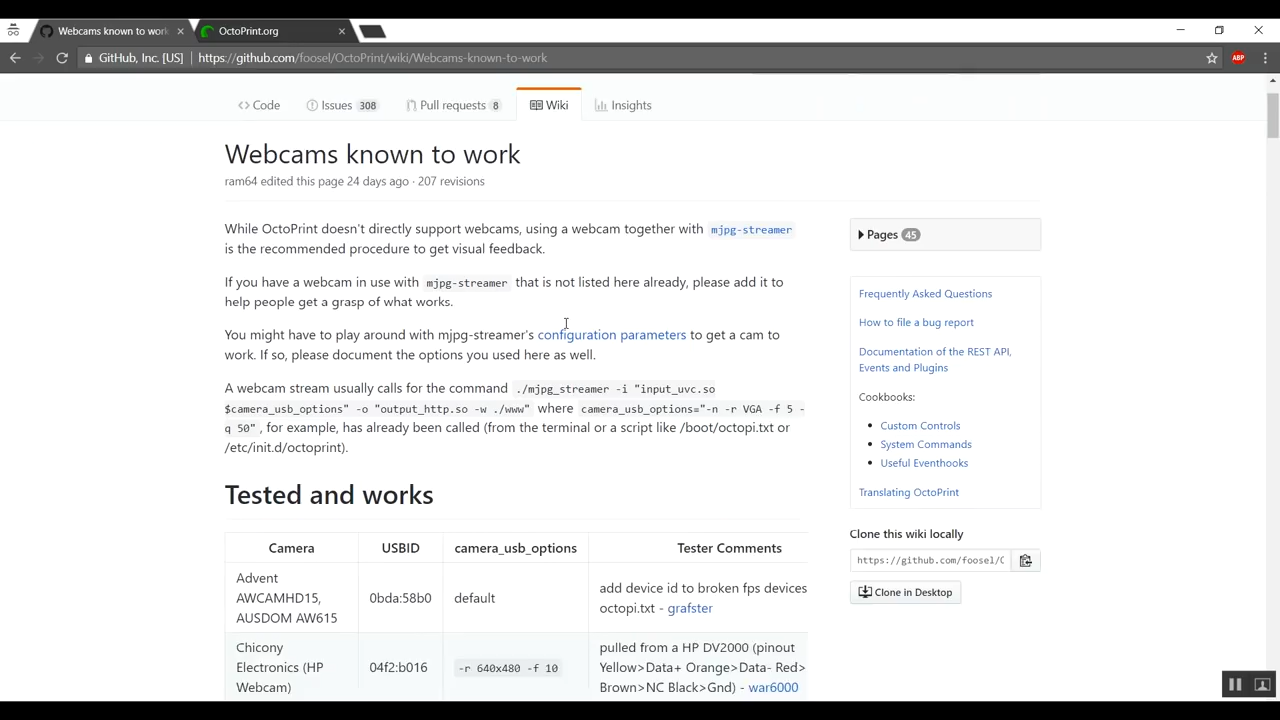 Webcams known to work
OctoPrint.org
GitHub, Inc. [US]
https://github.com/foosel/OctoPrint/wiki/Webcams-known-to-work
ABP
Code
Issues 308
Pull requests 8
Wiki
Insights
Webcams known to work
ram64 edited this page 24 days ago · 207 revisions
While OctoPrint doesn't directly support webcams, using a webcam together with mjpg-streamer
is the recommended procedure to get visual feedback.
If you have a webcam in use with mjpg-streamer that is not listed here already, please add it to
help people get a grasp of what works.
You might have to play around with mjpg-streamer's configuration parameters to get a cam to
work. If so, please document the options you used here as well.
A webcam stream usually calls for the command ./mjpg_streamer -i "input_uvc.so
$camera_usb_options" -o "output_http.so -w ./www" where camera_usb_options="-n -r VGA -f 5 -
q 50", for example, has already been called (from the terminal or a script like /boot/octopi.txt or
/etc/init.d/octoprint).
Tested and works
Camera USBID camera_usb_options Tester Comments
Advent
AWCAMHD15,
AUSDOM AW615
0bda:58b0
default
add device id to broken fps devices
octopi.txt - grafster
Chicony
Electronics (HP
Webcam)
04f2:b016
-r 640x480 -f 10
pulled from a HP DV2000 (pinout
Yellow>Data+ Orange>Data- Red>
Brown>NC Black>Gnd) - war6000
Pages 45
Frequently Asked Questions
How to file a bug report
Documentation of the REST API,
Events and Plugins
Cookbooks:
Custom Controls
System Commands
Useful Eventhooks
Translating OctoPrint
Clone this wiki locally
https://github.com/foosel/O
Clone in Desktop